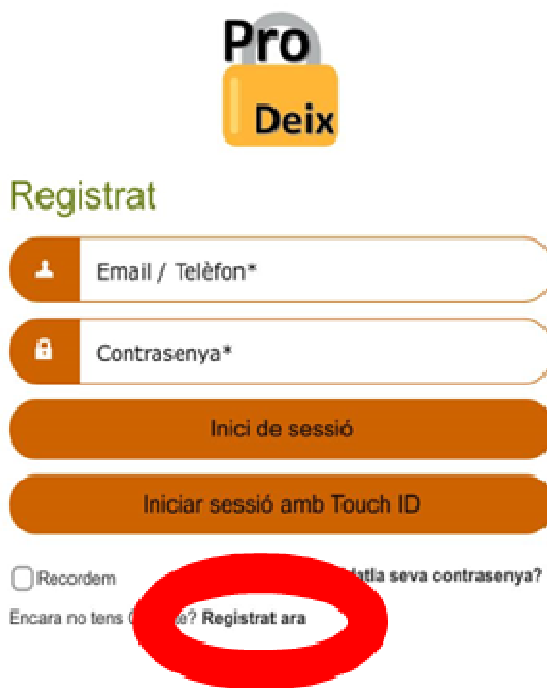 Pro
Deix
Registrat
Email / Telèfon*
Contrasenya*
Inici de sessió
Iniciar sessió amb Touch ID
Recordem
seva contrasenya?
Encara no tens Registrat ara